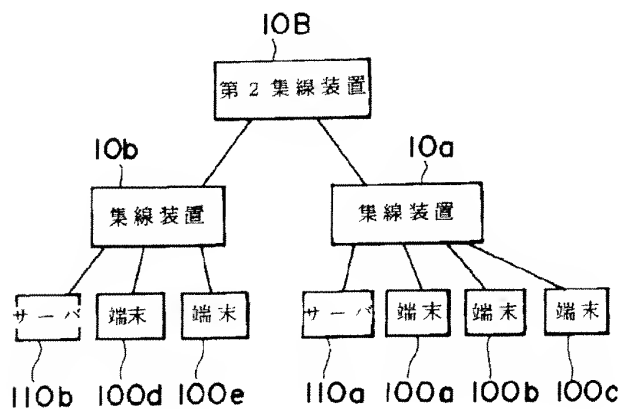 10B
第2集線装置
10b
10a
集線装置
集線装置
サーバ
端末
端末
サーバ
端末
端末
端末
110b
100d
100e
110a
100a
100b
100c